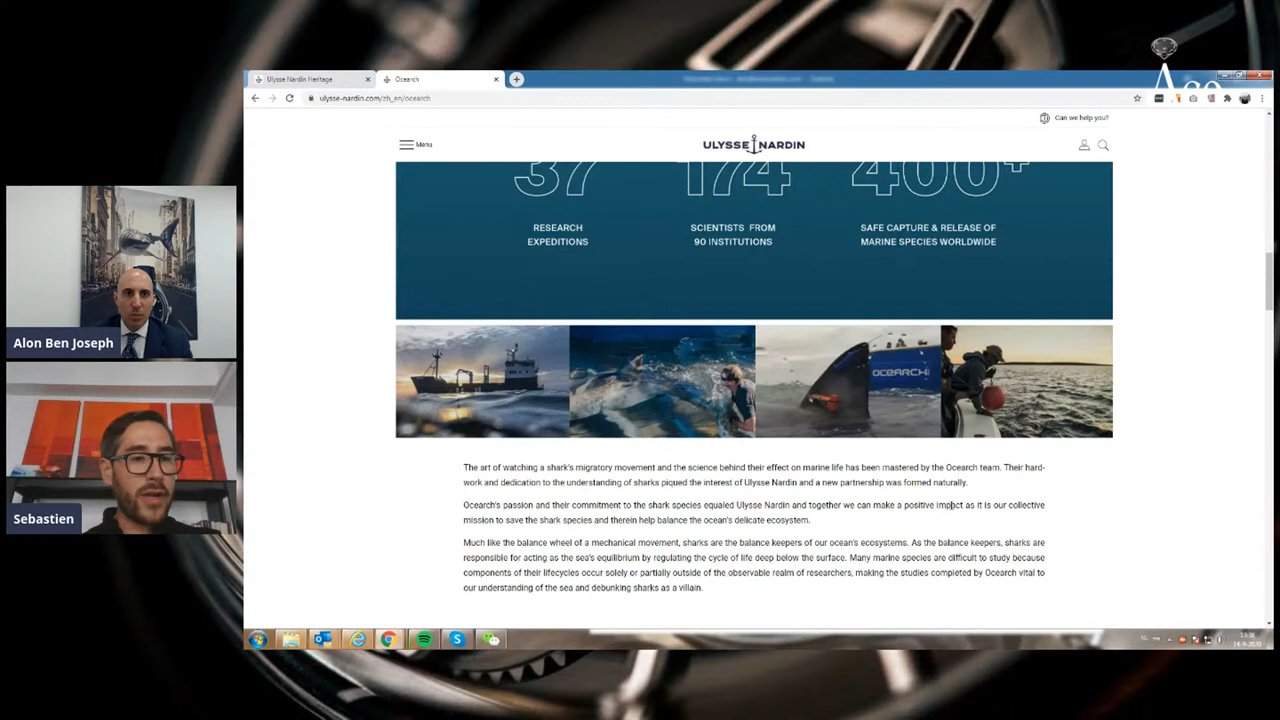 Ace
Ulysse Nardin Heritage
Ocearch
ulysse-nardin.com/zh_en/ocearch
Can we help you?
Menu
ULYSSE NARDIN
37
174
400+
RESEARCH
EXPEDITIONS
SCIENTISTS FROM
90 INSTITUTIONS
SAFE CAPTURE & RELEASE OF
MARINE SPECIES WORLDWIDE
OCEARCH
The art of watching a shark's migratory movement and the science behind their effect on marine life has been mastered by the Ocearch team. Their hard-
work and dedication to the understanding of sharks piqued the interest of Ulysse Nardin and a new partnership was formed naturally.
Ocearch's passion and their commitment to the shark species equaled Ulysse Nardin and together we can make a positive impact as it is our collective
mission to save the shark species and therein help balance the ocean's delicate ecosystem.
Much like the balance wheel of a mechanical movement, sharks are the balance keepers of our ocean's ecosystems. As the balance keepers, sharks are
responsible for acting as the sea's equilibrium by regulating the cycle of life deep below the surface. Many marine species are difficult to study because
components of their lifecycles occur solely or partially outside of the observable realm of researchers, making the studies completed by Ocearch vital to
our understanding of the sea and debunking sharks as a villain.
Alon Ben Joseph
Sebastien